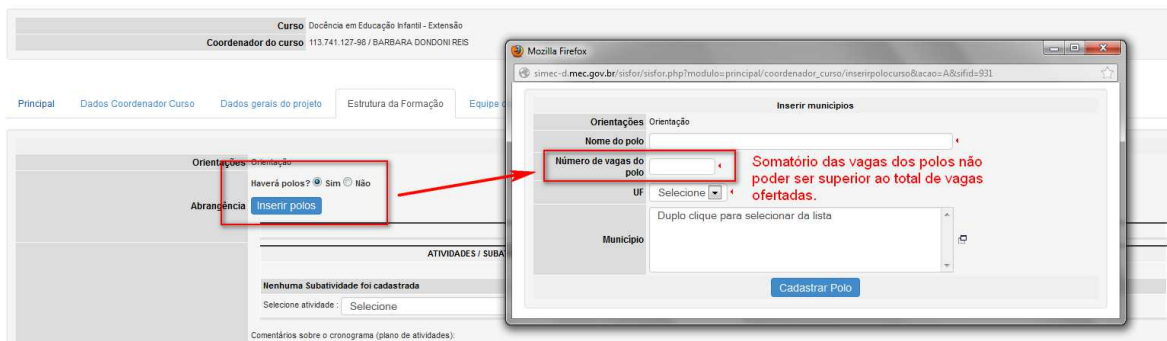 Curso Docência em Educação Infantil - Extensão
Coordenador do curso 113.741.127-98 / BARBARA DONDONI REIS
Principal Dados Coordenador Curso Dados gerais do projeto Estrutura da Formação Equipe
Orientações Orientação
Haverá polos? Sim Não
Abrangência Inserir polos
ATIVIDADES / SUBA
Nenhuma Subatividade foi cadastrada
Selecione atividade : Selecione
Comentários sobre o cronograma (plano de atividades):
Mozilla Firefox
simec-d.mec.gov.br/sisfor/sisfor.php?modulo=principal/coordenador_curso/inserirpolocurso&acao=A&sifid=931
Inserir municípios
Orientações Orientação
Nome do polo
Número de vagas do
polo
Somatório das vagas dos polos não
poder ser superior ao total de vagas
ofertadas.
UF Selecione
Município Duplo clique para selecionar da lista
Cadastrar Polo